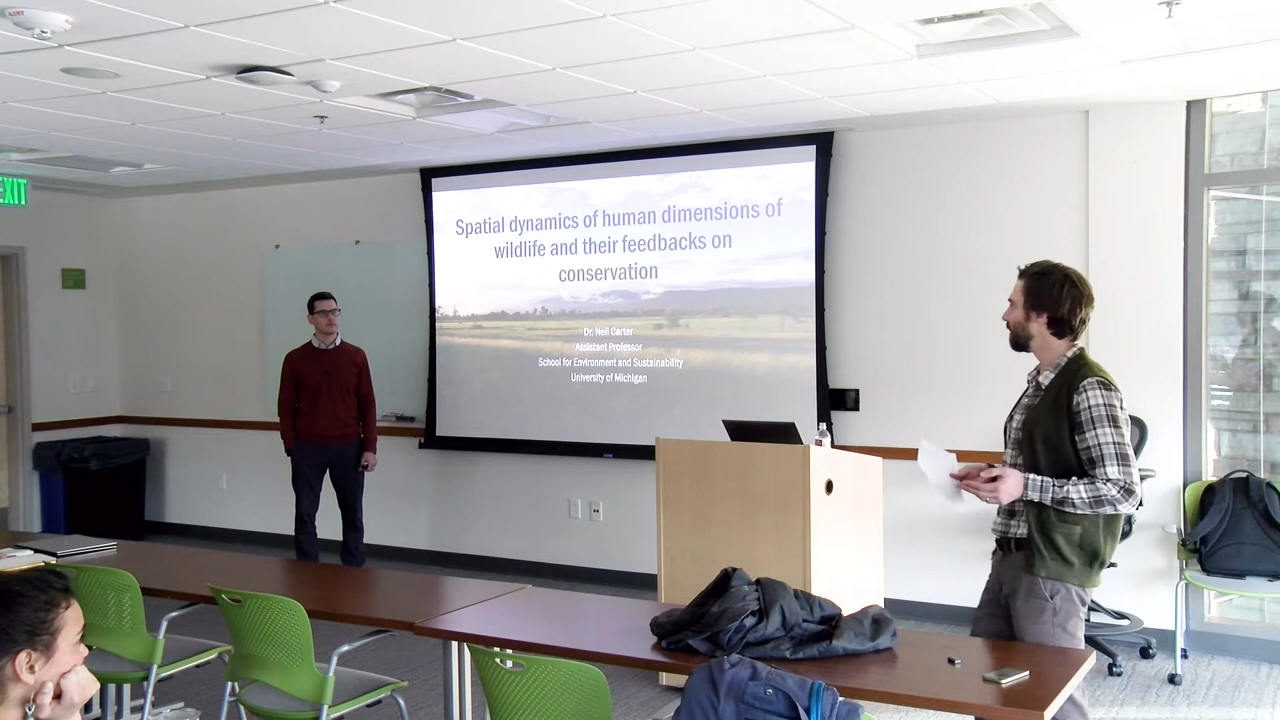 EXIT
Spatial dynamics of human dimensions of
wildlife and their feedbacks on
conservation
Dr. Neil Carter
Assistant Professor
School for Environment and Sustainability
University of Michigan